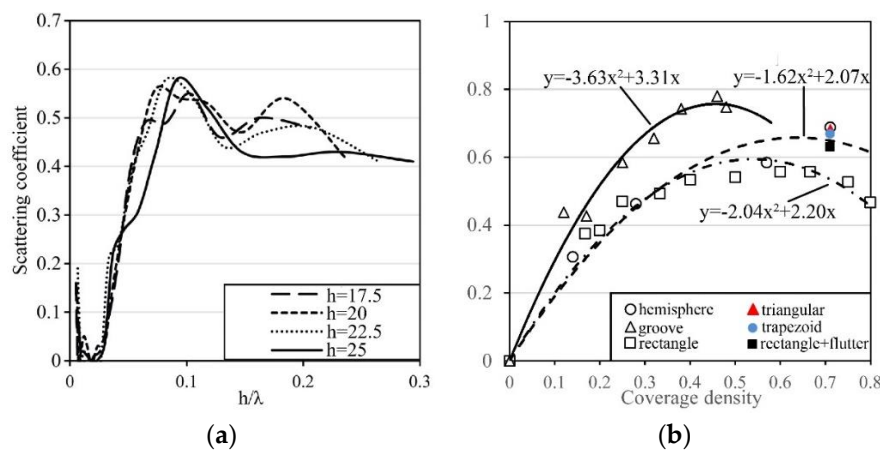 0.7
0.6
0.5
0.4
0.3
0.2
0.1
0
Scattering coefficient
0 0.1 0.2 0.3
h/λ
h=17.5
h=20
h=22.5
h=25
(a)
1
0.8
0.6
0.4
0.2
0
y=-3.63x²+3.31x
y=-1.62x²+2.07x
y=-2.04x²+2.20x
hemisphere triangular
groove trapezoid
rectangle rectangle+flutter
0 0.1 0.2 0.3 0.4 0.5 0.6 0.7 0.8
Coverage density
(b)